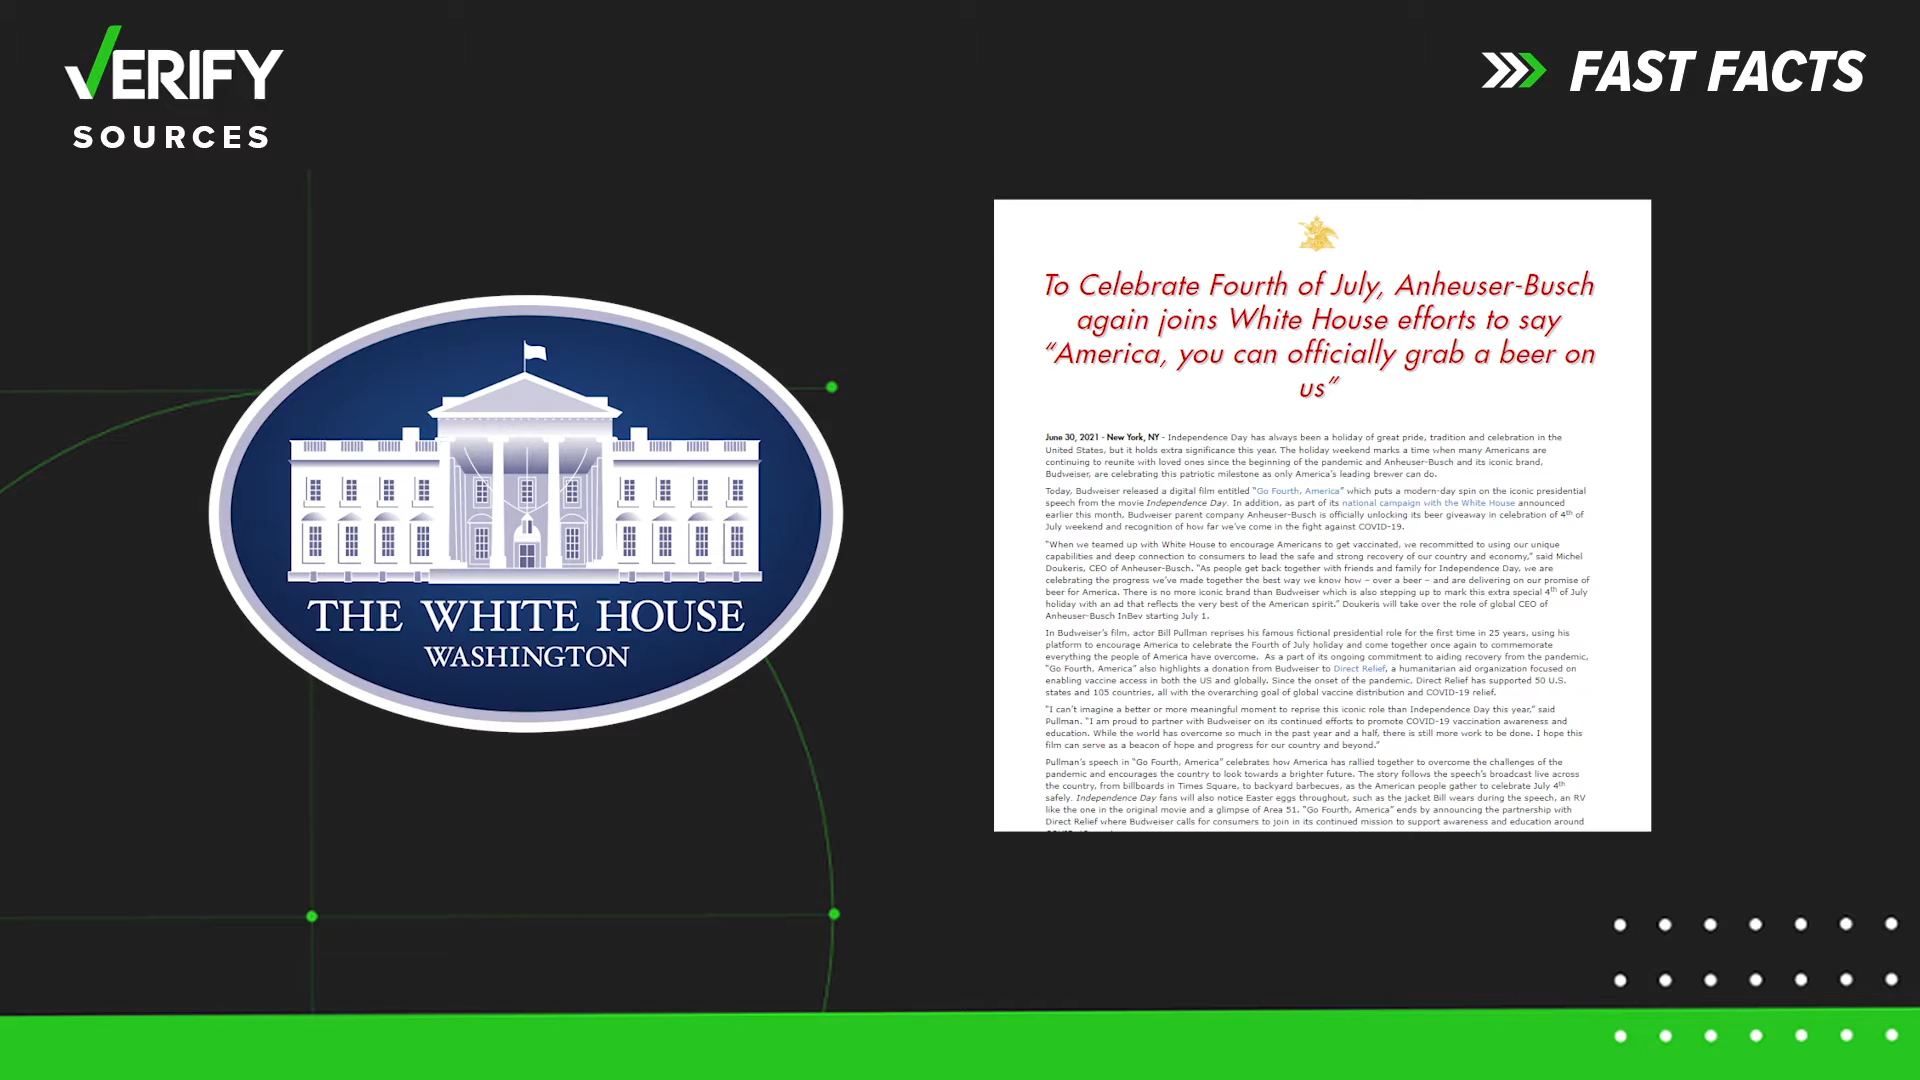 VERIFY
SOURCES
FAST FACTS
THE WHITE HOUSE
WASHINGTON
To Celebrate Fourth of July, Anheuser-Busch
again joins White House efforts to say
“America, you can officially grab a beer on
us”
June 30, 2021 - New York, NY - Independence Day has always been a holiday of great pride, tradition and celebration in the
United States, but it holds extra significance this year. The holiday weekend marks a time when many Americans are
continuing to reunite with loved ones since the beginning of the pandemic and Anheuser-Busch and its iconic brand,
Budweiser, are celebrating this patriotic milestone as only America’s leading brewer can do.
Today, Budweiser released a digital film entitled “Go Fourth, America” which puts a modern-day spin on the iconic presidential
speech from the movie Independence Day. In addition, as part of its national campaign with the White House announced
earlier this month, Budweiser parent company Anheuser-Busch is officially unlocking its beer giveaway in celebration of 4th of
July weekend and recognition of how far we’ve come in the fight against COVID-19.
“When we teamed up with White House to encourage Americans to get vaccinated, we recommitted to using our unique
capabilities and deep connection to consumers to lead the safe and strong recovery of our country and economy,” said Michel
Doukeris, CEO of Anheuser-Busch. “As people get back together with friends and family for Independence Day, we are
celebrating the progress we’ve made together the best way we know how – over a beer – and are delivering on our promise of
beer for America. There is no more iconic brand than Budweiser which is also stepping up to mark this extra special 4th of July
holiday with an ad that reflects the very best of the American spirit.” Doukeris will take over the role of global CEO of
Anheuser-Busch InBev starting July 1.
In Budweiser’s film, actor Bill Pullman reprises his famous fictional presidential role for the first time in 25 years, using his
platform to encourage America to celebrate the Fourth of July holiday and come together once again to commemorate
everything the people of America have overcome. As a part of its ongoing commitment to aiding recovery from the pandemic,
“Go Fourth, America” also highlights a donation from Budweiser to Direct Relief, a humanitarian aid organization focused on
enabling vaccine access in both the US and globally. Since the onset of the pandemic, Direct Relief has supported 50 U.S.
states and 105 countries, all with the overarching goal of global vaccine distribution and COVID-19 relief.
“I can’t imagine a better or more meaningful moment to reprise this iconic role than Independence Day this year,” said
Pullman. “I am proud to partner with Budweiser on its continued efforts to promote COVID-19 vaccination awareness and
education. While the world has overcome so much in the past year and a half, there is still more work to be done. I hope this
film can serve as a beacon of hope and progress for our country and beyond.”
Pullman’s speech in “Go Fourth, America” celebrates how America has rallied together to overcome the challenges of the
pandemic and encourages the country to look towards a brighter future. The story follows the speech’s broadcast live across
the country, from billboards in Times Square, to backyard barbecues, as the American people gather to celebrate July 4th
safely. Independence Day fans will also notice Easter eggs throughout, such as the jacket Bill wears during the speech, an RV
like the one in the original movie and a glimpse of Area 51. “Go Fourth, America” ends by announcing the partnership with
Direct Relief where Budweiser calls for consumers to join in its continued mission to support awareness and education around